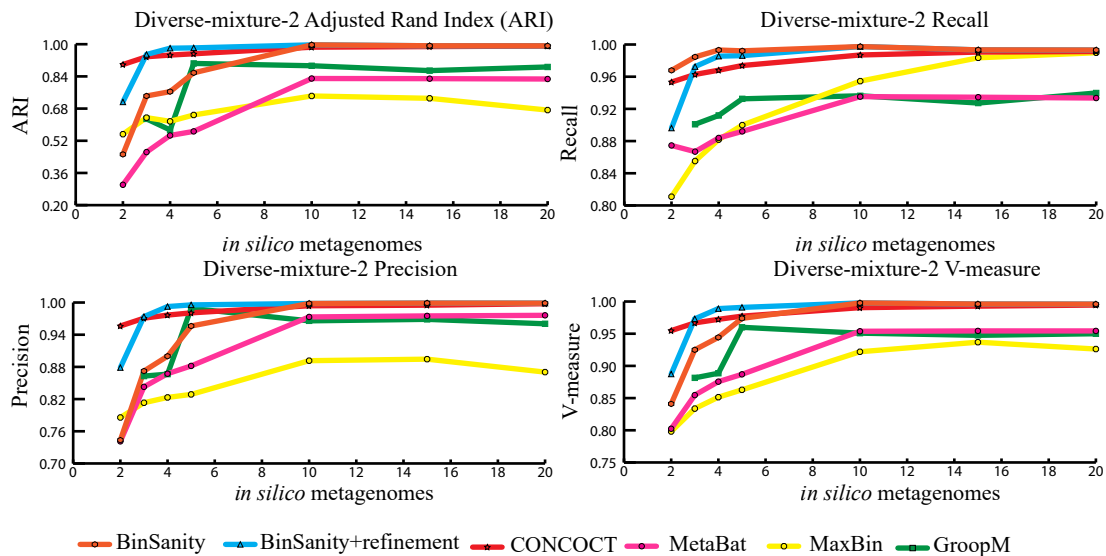 Diverse-mixture-2 Adjusted Rand Index (ARI)
1.00
0.84
0.68
0.52
0.36
0.20
ARI
0 2 4 6 8 10 12 14 16 18 20
in silico metagenomes
Diverse-mixture-2 Recall
1.00
0.96
0.92
0.88
0.84
0.80
Recall
0 2 4 6 8 10 12 14 16 18 20
in silico metagenomes
Diverse-mixture-2 Precision
1.00
0.94
0.88
0.82
0.76
0.70
Precision
0 2 4 6 8 10 12 14 16 18 20
in silico metagenomes
Diverse-mixture-2 V-measure
1.00
0.95
0.90
0.85
0.80
0.75
V-measure
0 2 4 6 8 10 12 14 16 18 20
in silico metagenomes
BinSanity BinSanity+refinement CONCOCT MetaBat MaxBin GroopM